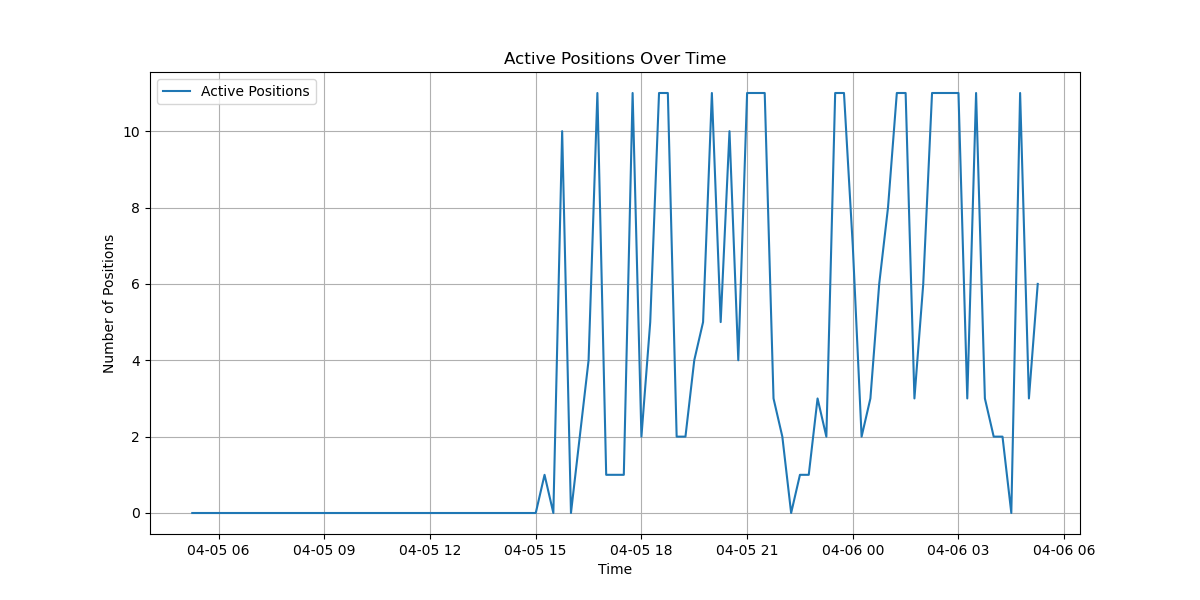 Active Positions Over Time
Active Positions
Number of Positions
10
8
6
4
2
0
04-05 06 04-05 09 04-05 12 04-05 15 04-05 18 04-05 21 04-06 00 04-06 03 04-06 06
Time